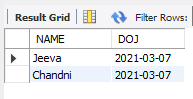 Result Grid Filter Rows:
NAME DOJ
Jeeva 2021-03-07
Chandni 2021-03-07